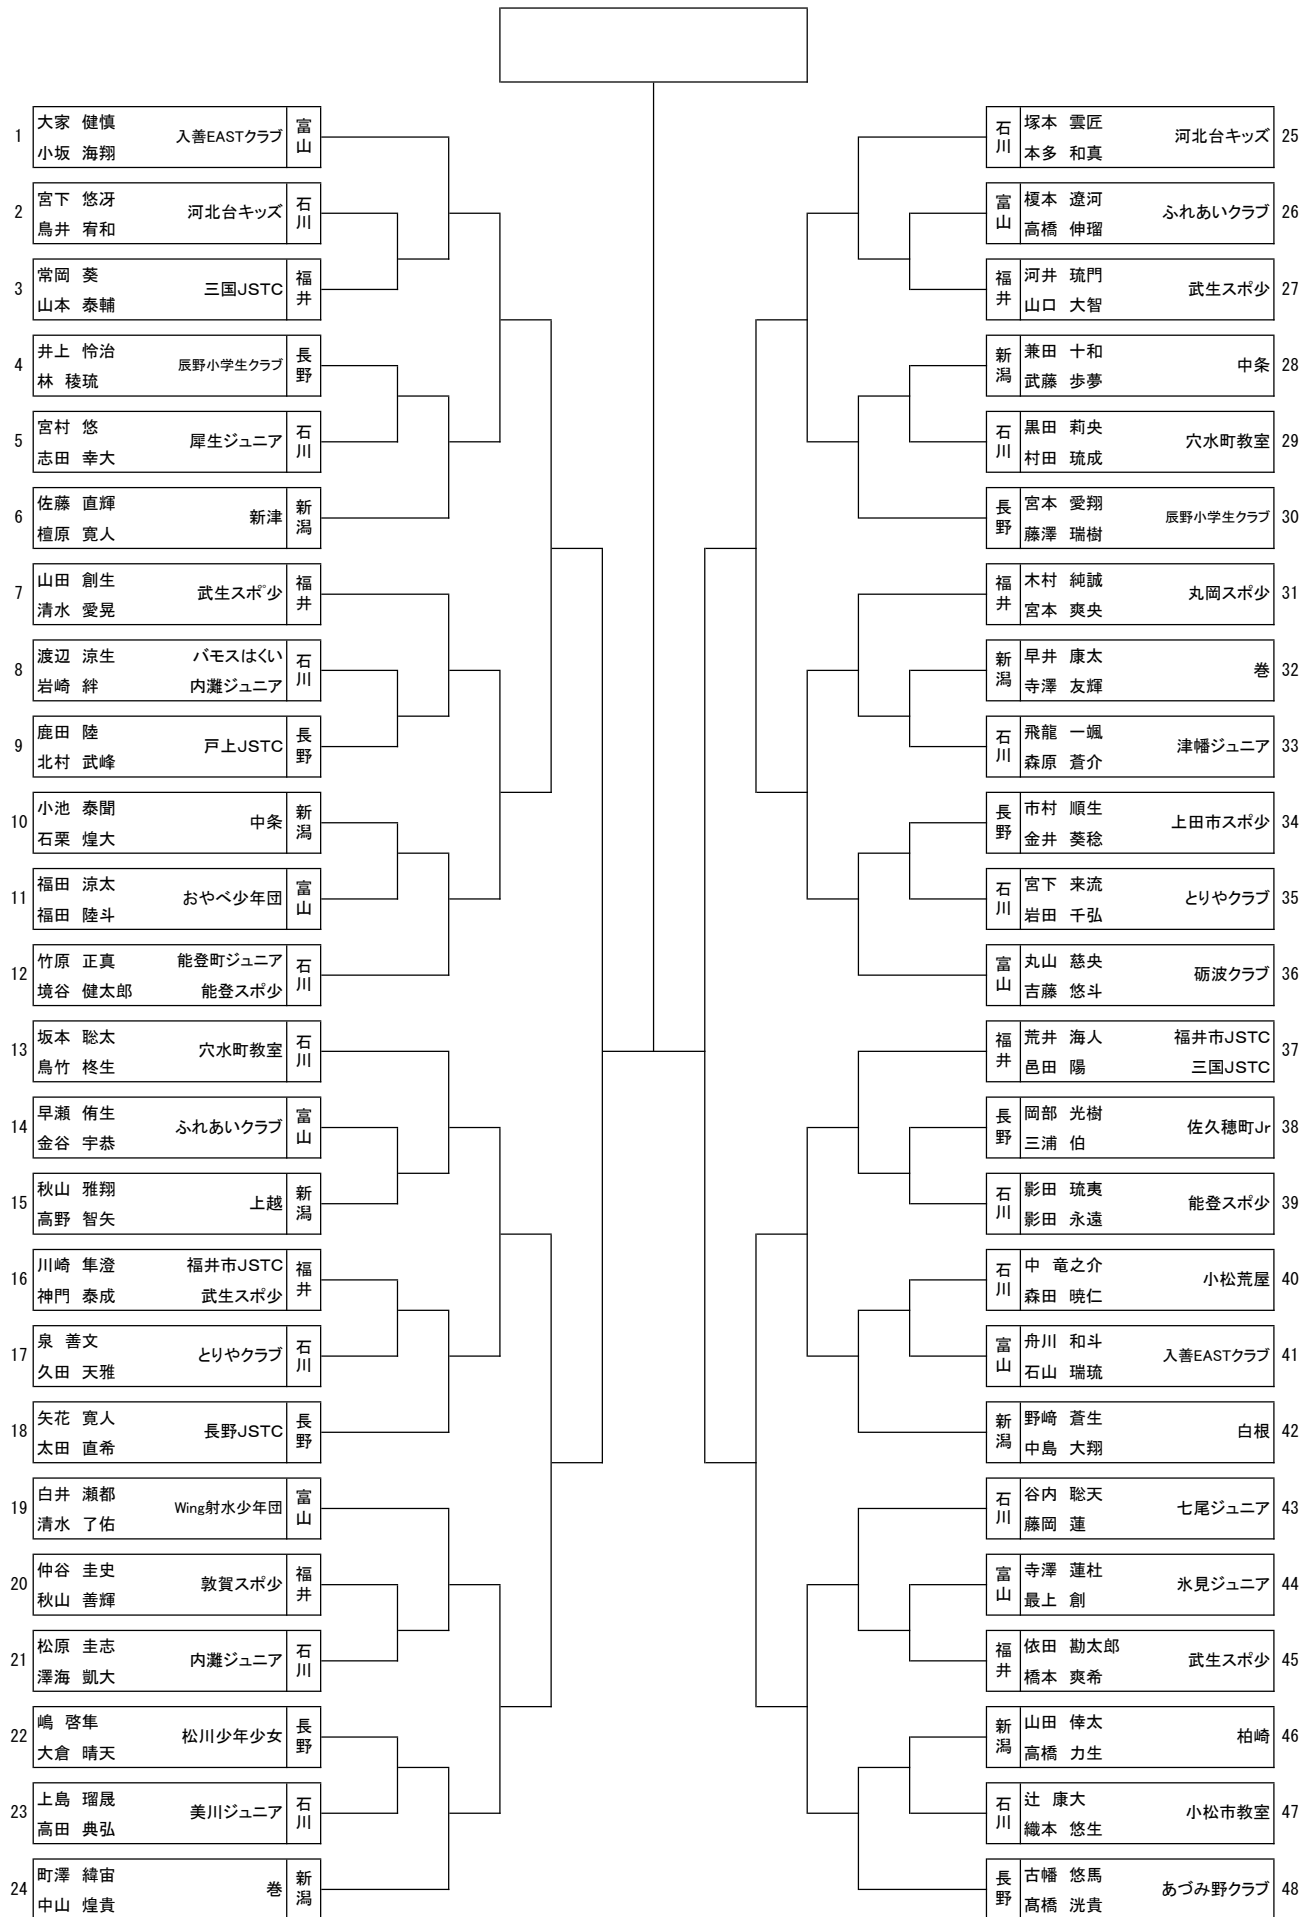 1 大家 健慎 小坂 海翔 入善EASTクラブ 富山
2 宮下 悠冴 鳥井 宥和 河北台キッズ 石川
3 常岡 葵 山本 泰輔 三国JSTC 福井
4 井上 怜治 林 稜琉 辰野小学生クラブ 長野
5 宮村 悠 志田 幸大 犀生ジュニア 石川
6 佐藤 直輝 檀原 寛人 新津 新潟
7 山田 創生 清水 愛晃 武生スポ少 福井
8 渡辺 涼生 バモスはくい 岩崎 絆 内灘ジュニア 石川
9 鹿田 陸 北村 武峰 戸上JSTC 長野
10 小池 泰聞 石栗 煌大 中条 新潟
11 福田 涼太 福田 陸斗 おやべ少年団 富山
12 竹原 正真 能登町ジュニア 境谷 健太郎 能登スポ少 石川
13 坂本 聡太 鳥竹 柊生 穴水町教室 石川
14 早瀬 侑生 金谷 宇恭 ふれあいクラブ 富山
15 秋山 雅翔 高野 智矢 上越 新潟
16 川崎 隼澄 福井市JSTC 神門 泰成 武生スポ少 福井
17 泉 善文 久田 天雅 とりやクラブ 石川
18 矢花 寛人 太田 直希 長野JSTC 長野
19 白井 瀬都 清水 了佑 Wing射水少年団 富山
20 仲谷 圭史 秋山 善輝 敦賀スポ少 福井
21 松原 圭志 澤海 凱大 内灘ジュニア 石川
22 嶋 啓隼 大倉 晴天 松川少年少女 長野
23 上島 瑠晟 高田 典弘 美川ジュニア 石川
24 町澤 緯宙 中山 煌貴 巻 新潟
石川 塚本 雲匠 本多 和真 河北台キッズ 25
富山 榎本 遼河 高橋 伸瑠 ふれあいクラブ 26
福井 河井 琉門 山口 大智 武生スポ少 27
新潟 兼田 十和 武藤 歩夢 中条 28
石川 黒田 莉央 村田 琉成 穴水町教室 29
長野 宮本 愛翔 藤澤 瑞樹 辰野小学生クラブ 30
福井 木村 純誠 宮本 爽央 丸岡スポ少 31
新潟 早井 康太 寺澤 友輝 巻 32
石川 飛龍 一颯 森原 蒼介 津幡ジュニア 33
長野 市村 順生 金井 葵稔 上田市スポ少 34
石川 宮下 来流 岩田 千弘 とりやクラブ 35
富山 丸山 慈央 吉藤 悠斗 砺波クラブ 36
福井 荒井 海人 福井市JSTC 邑田 陽 三国JSTC 37
長野 岡部 光樹 三浦 伯 佐久穂町Jr 38
石川 影田 琉夷 影田 永遠 能登スポ少 39
石川 中 竜之介 森田 暁仁 小松荒屋 40
富山 舟川 和斗 石山 瑞琉 入善EASTクラブ 41
新潟 野﨑 蒼生 中島 大翔 白根 42
石川 谷内 聡天 藤岡 蓮 七尾ジュニア 43
富山 寺澤 蓮杜 最上 創 氷見ジュニア 44
福井 依田 勘太郎 橋本 爽希 武生スポ少 45
新潟 山田 倖太 高橋 力生 柏崎 46
石川 辻 康大 織本 悠生 小松市教室 47
長野 古幡 悠馬 髙橋 洸貴 あづみ野クラブ 48